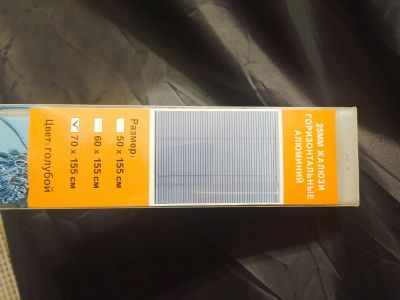 25ММ ЖАЛЮЗИ
ГОРИЗОНТАЛЬНЫЕ
АЛЮМИНИЙ
Размер:
50 x 155 см
60 x 155 см
70 x 155 см
Цвет: голубой